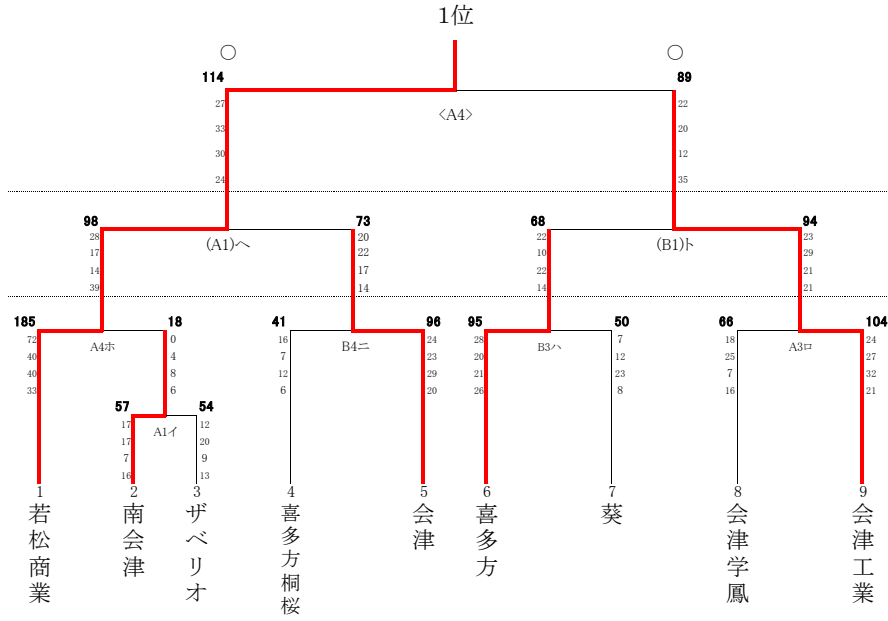 1位
○ ○
114 89
27 22
<A4>
33 20
30 12
24 35
98 73 68 94
28 (A1)ヘ 20 22 (B1)ト 23
17 22 10 29
14 17 22 21
39 14 14 21
185 18 41 96 95 50 66 104
72 0 16 24 28 7 18 24
A4ホ B4ニ B3ハ A3ロ
40 4 7 23 20 12 25 27
40 8 12 29 21 23 7 32
33 6 6 20 26 8 16 21
57 54
17 A1イ 12
17 20
7 9
16 13
1 2 3 4 5 6 7 8 9
若松商業
南会津
ザベリオ
喜多方桐桜
会津
喜多方
葵
会津学鳳
会津工業